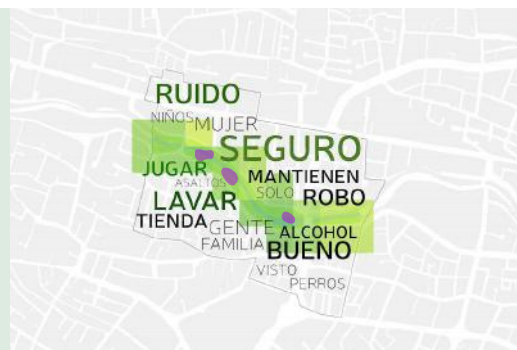 RUIDO
NIÑOS MUJER
SEGURO
JUGAR MANTIENEN
ASALTOS SOLO
LAVAR ROBO
TIENDA GENTE ALCOHOL
FAMILIA BUENO
VISTO
PERROS